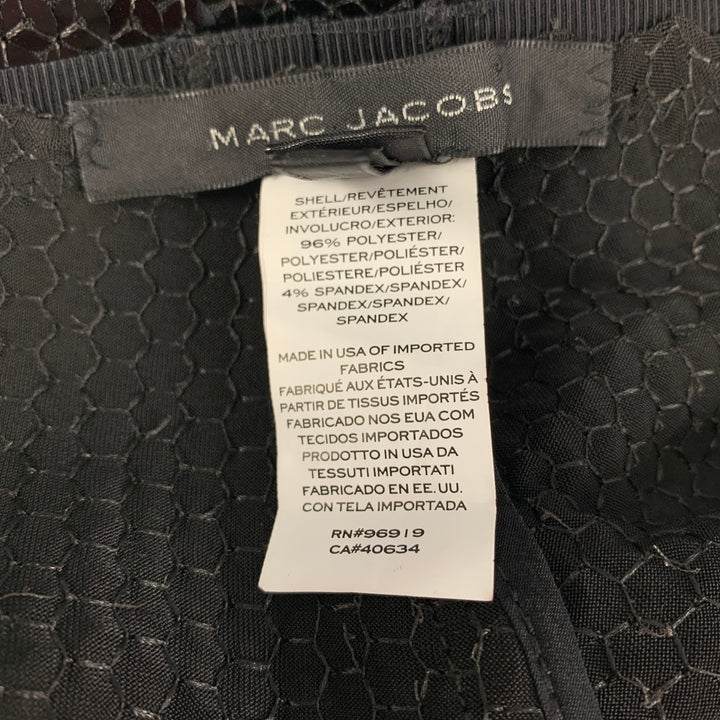 MARC JACOBS
SHELL/REVÊTEMENT
EXTÉRIEUR/ESPELHO/
INVOLUCRO/EXTERIOR:
96% POLYESTER/
POLYESTER/POLIÉSTER/
POLIESTERE/POLIÉSTER
4% SPANDEX/SPANDEX/
SPANDEX/SPANDEX/
SPANDEX
MADE IN USA OF IMPORTED
FABRICS
FABRIQUÉ AUX ÉTATS-UNIS À
PARTIR DE TISSUS IMPORTÉS
FABRICADO NOS EUA COM
TECIDOS IMPORTADOS
PRODOTTO IN USA DA
TESSUTI IMPORTATI
FABRICADO EN EE. UU.
CON TELA IMPORTADA
RN#96919
CA#40634